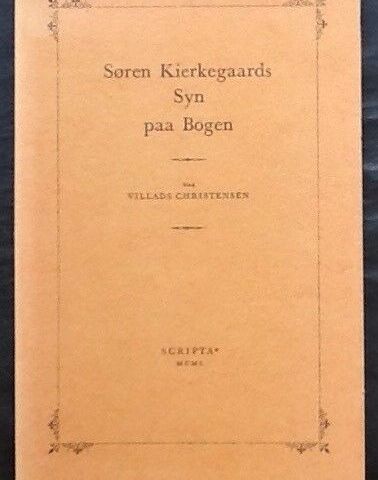 Søren Kierkegaards
Syn
paa Bogen
VILLADS CHRISTENSEN
SCRIPTA*
MCML